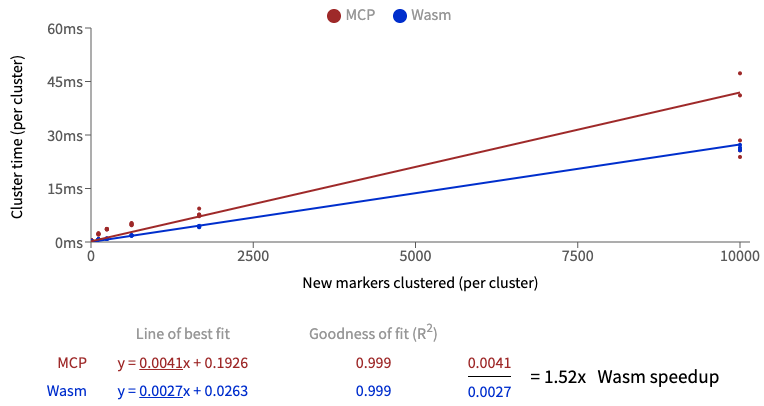 MCP Wasm
60ms
45ms
30ms
15ms
0ms
Cluster time (per cluster)
0 2500 5000 7500 10000
New markers clustered (per cluster)
Line of best fit Goodness of fit (R²)
MCP y = 0.0041x + 0.1926 0.999 0.0041
= 1.52x Wasm speedup
Wasm y = 0.0027x + 0.0263 0.999 0.0027